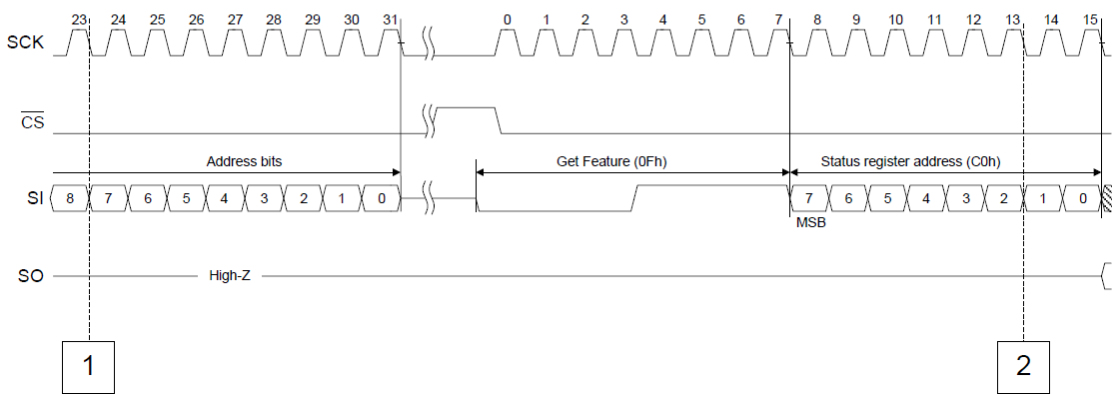 23 24 25 26 27 28 29 30 31 0 1 2 3 4 5 6 7 8 9 10 11 12 13 14 15
SCK
CS
Address bits Get Feature (0Fh) Status register address (C0h)
SI 8 7 6 5 4 3 2 1 0 7 6 5 4 3 2 1 0
MSB
SO High-Z
1 2